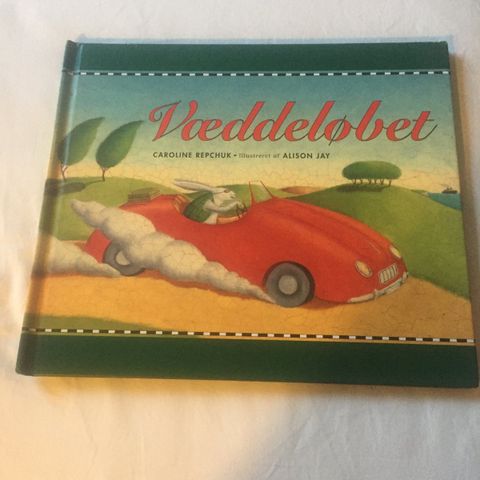 Væddeløbet
CAROLINE REPCHUK • Illustreret af ALISON JAY